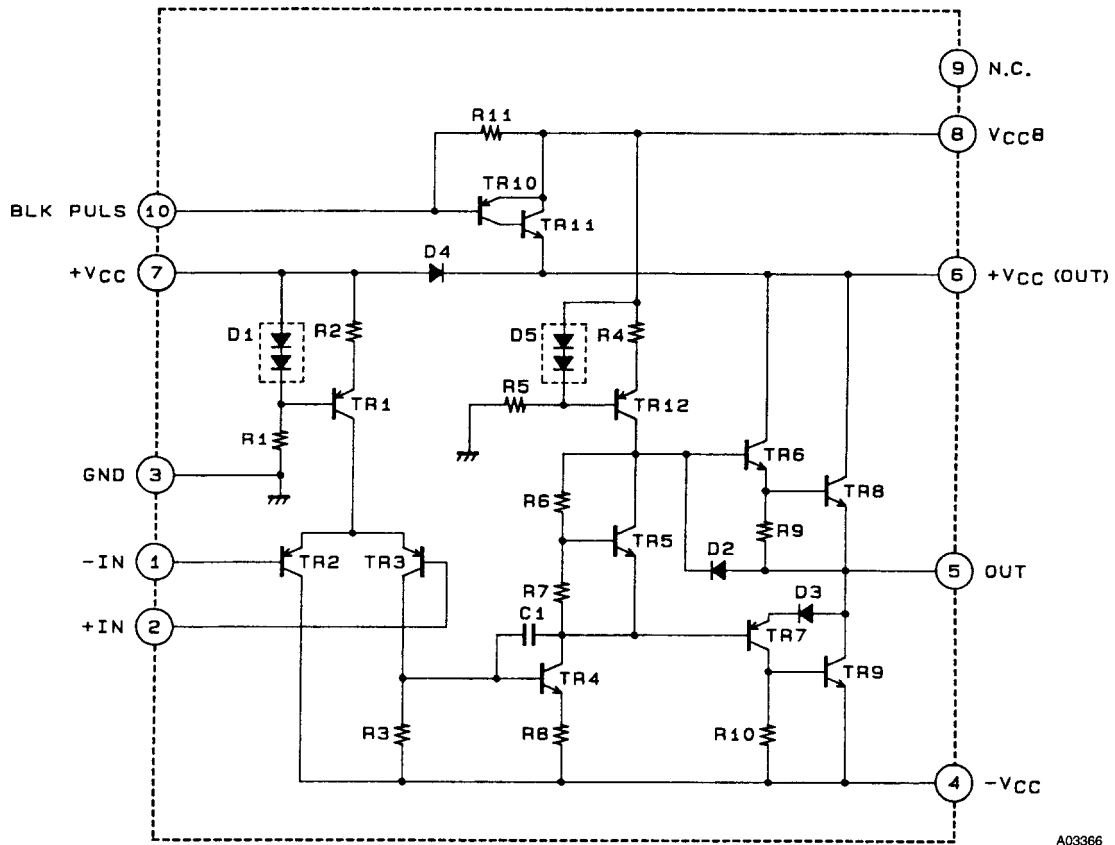 9 N.C.
R11
8 VCC8
TR10
BLK PULS 10
TR11
D4
+VCC 7
6 +VCC (OUT)
D1
R2
D5
R4
R5
TR1
TR12
R1
TR6
GND 3
TR8
R6
R9
TR5
D2
-IN 1
TR2
TR3
5 OUT
R7
D3
C1
+IN 2
TR7
TR4
TR9
R3
R8
R10
4 -VCC
A03366